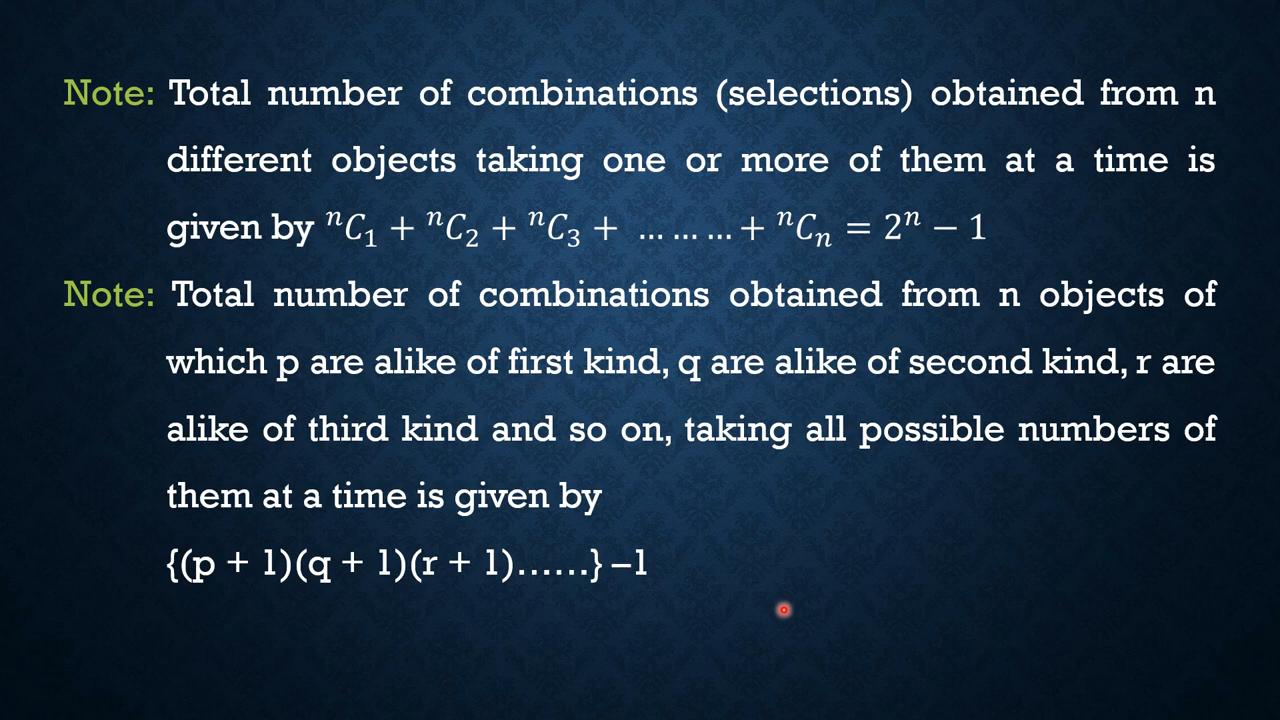 Note: Total number of combinations (selections) obtained from n
different objects taking one or more of them at a time is
given by ⁿC₁ + ⁿC₂ + ⁿC₃ + ... ... ... + ⁿCₙ = 2ⁿ − 1
Note: Total number of combinations obtained from n objects of
which p are alike of first kind, q are alike of second kind, r are
alike of third kind and so on, taking all possible numbers of
them at a time is given by
{(p + 1)(q + 1)(r + 1)......} –1